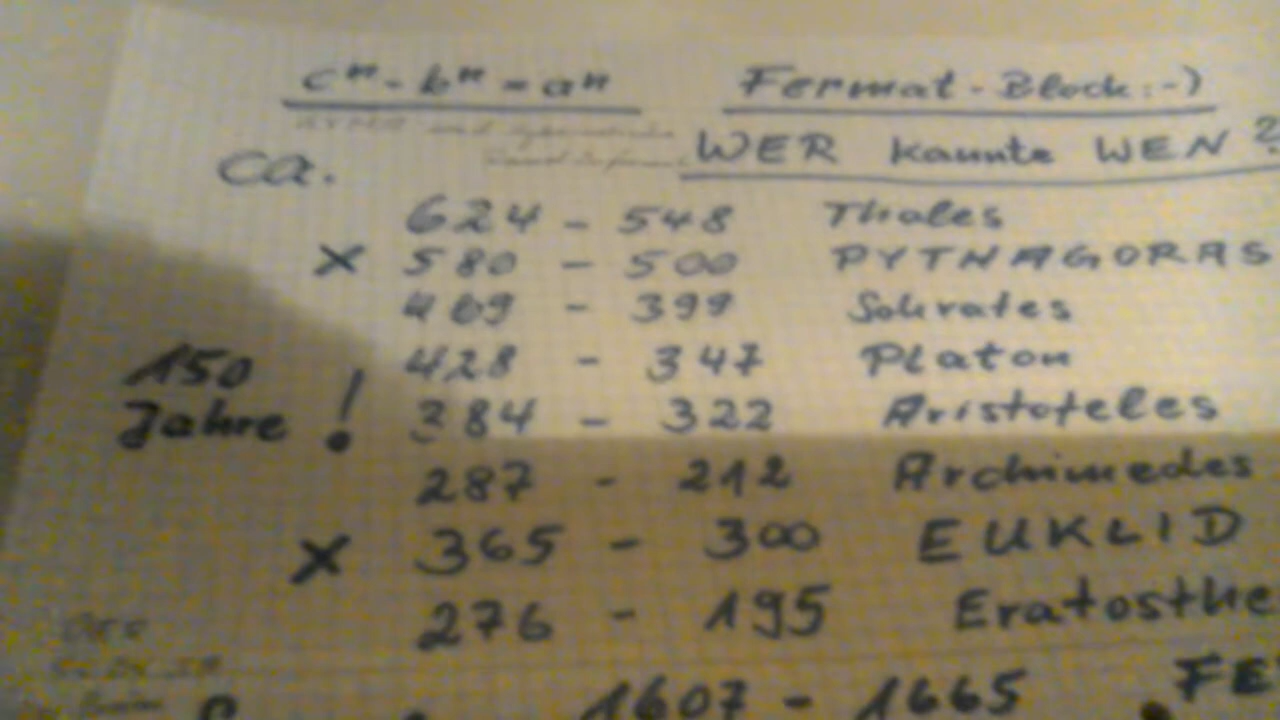 cⁿ - bⁿ = aⁿ Fermat-Block :-)
WER kannte WEN ?
ca.
624 - 548 Thales
X 580 - 500 PYTHAGORAS
469 - 399 Sokrates
428 - 347 Platon
150 Jahre ! 384 - 322 Aristoteles
287 - 212 Archimedes
X 365 - 300 EUKLID
276 - 195 Eratosthe
1607 - 1665 FE